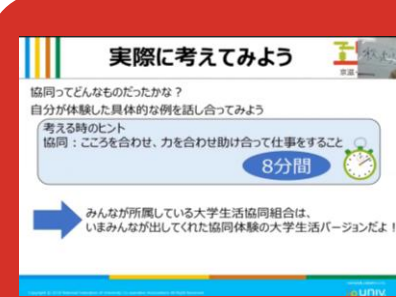 実際に考えてみよう
京滋
協同ってどんなものだったかな？
自分が体験した具体的な例を話し合ってみよう
考える時のヒント
協同：こころを合わせ、力を合わせ助け合って仕事をすること
8分間
みんなが所属している大学生活協同組合は、
いまみんなが出してくれた協同体験の大学生活バージョンだよ！
univ.